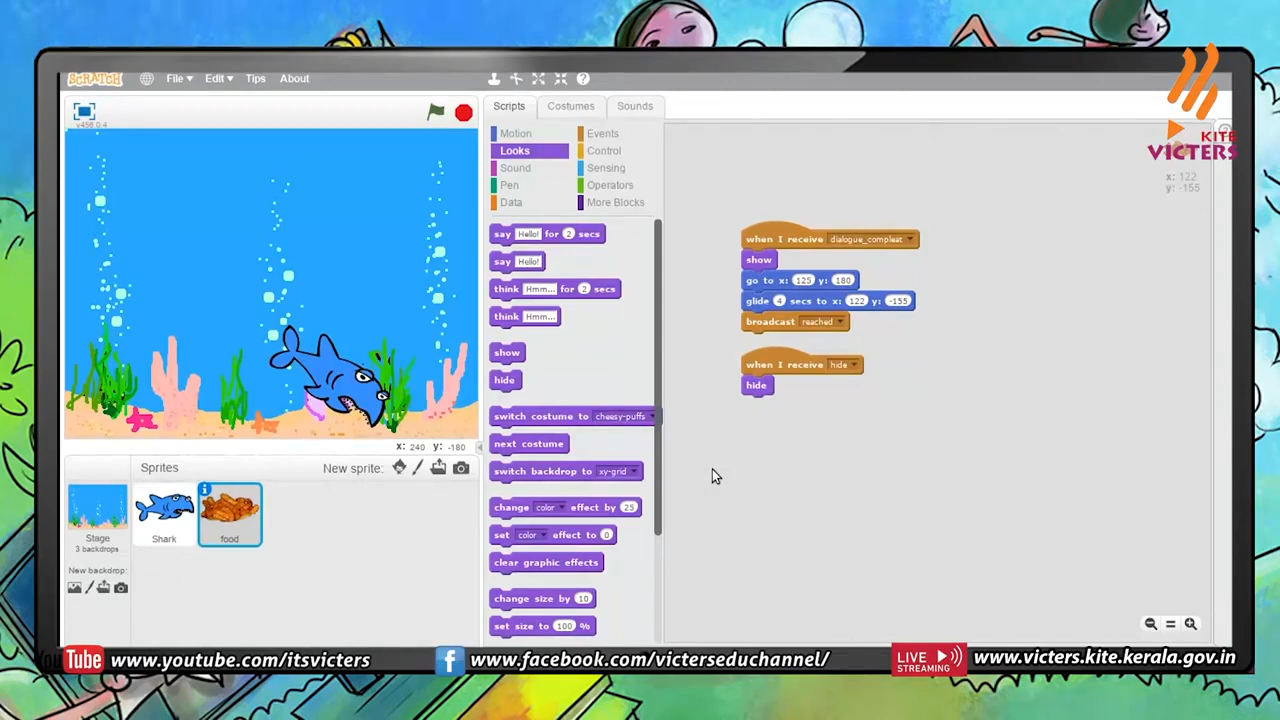 SCRATCH File Edit Tips About
KITE
VICTERS
v456.0.4
Scripts Costumes Sounds
Motion Events
Looks Control
Sound Sensing
Pen Operators
Data More Blocks
x: 122
y: -155
say Hello! for 2 secs
say Hello!
think Hmm... for 2 secs
think Hmm...
show
hide
switch costume to cheesy-puffs
next costume
switch backdrop to xy-grid
change color effect by 25
set color effect to 0
clear graphic effects
change size by 10
set size to 100 %
when I receive dialogue_compleat
show
go to x: 125 y: 180
glide 4 secs to x: 122 y: -155
broadcast reached
when I receive hide
hide
x: 240 y: -180
Sprites New sprite:
Stage
3 backdrops
New backdrop:
Shark
food
YouTube www.youtube.com/itsvicters
f www.facebook.com/victerseduchannel/
LIVE
STREAMING
www.victers.kite.kerala.gov.in